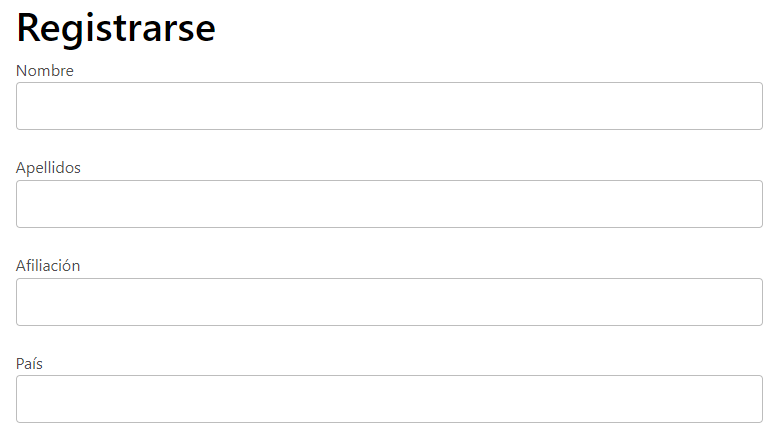 Registrarse
Nombre
Apellidos
Afiliación
País